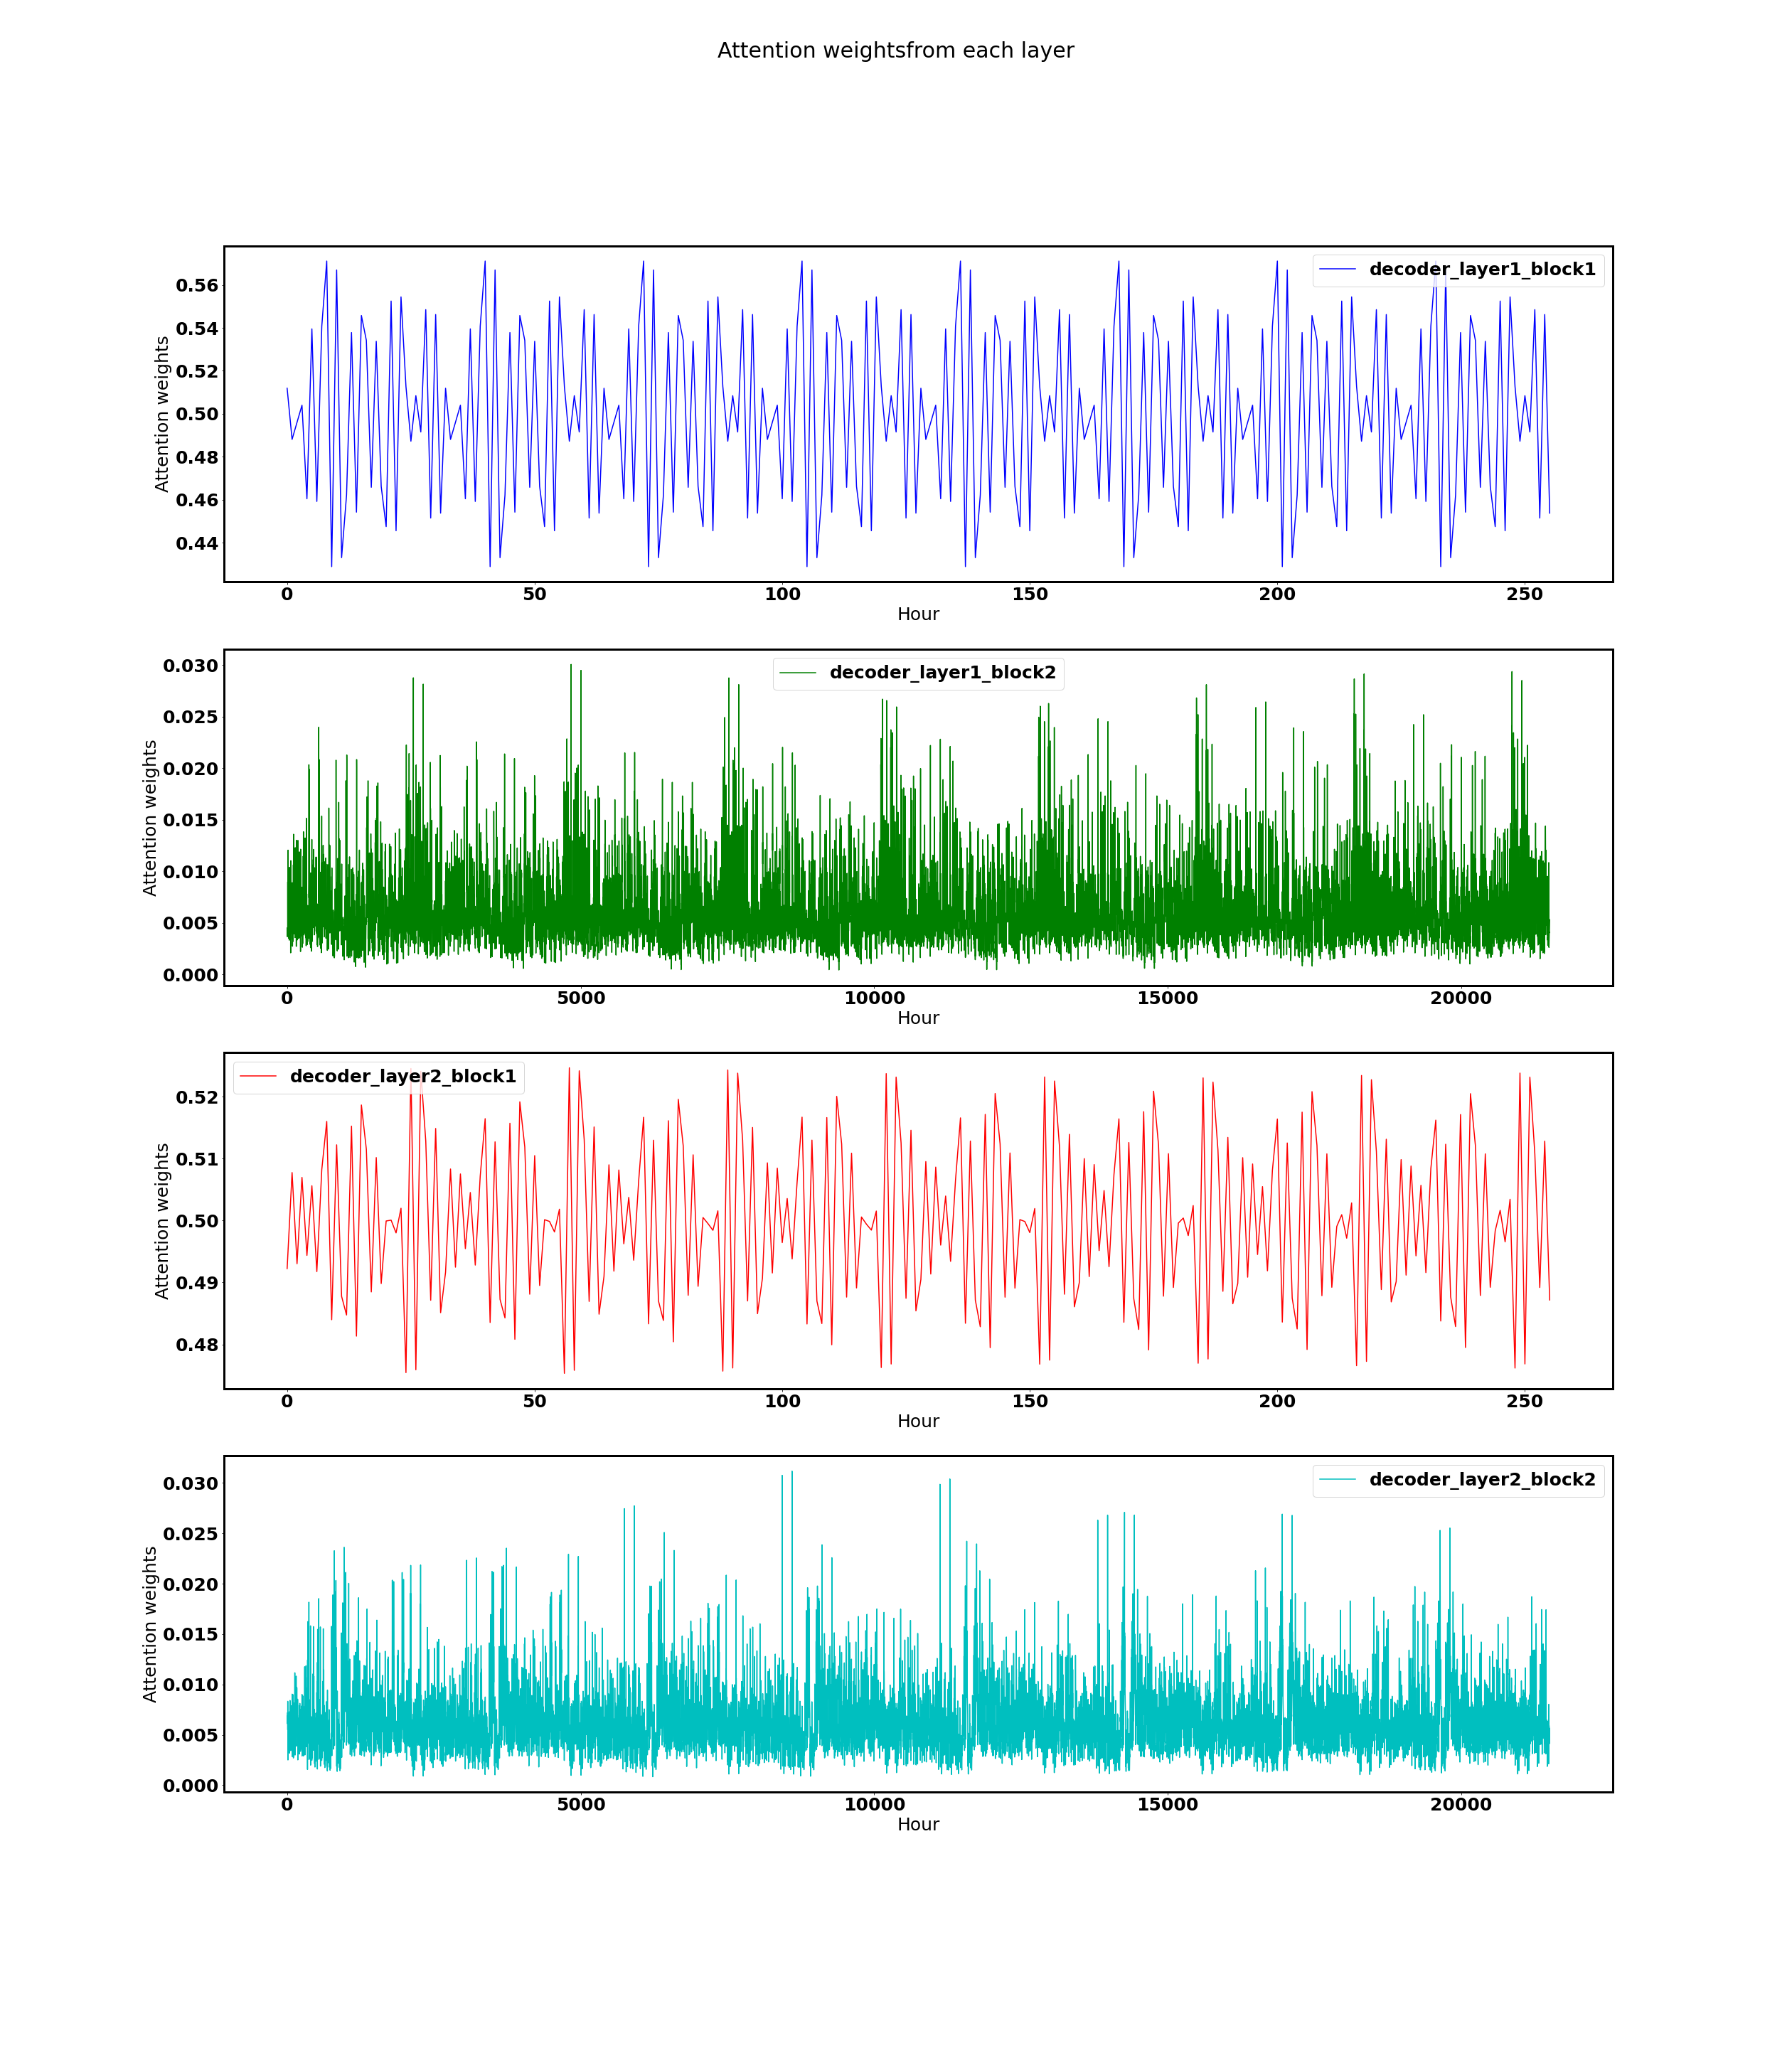 Attention weightsfrom each layer
decoder_layer1_block1
Attention weights
0.56
0.54
0.52
0.50
0.48
0.46
0.44
0 50 100 150 200 250
Hour
decoder_layer1_block2
Attention weights
0.030
0.025
0.020
0.015
0.010
0.005
0.000
0 5000 10000 15000 20000
Hour
decoder_layer2_block1
Attention weights
0.52
0.51
0.50
0.49
0.48
0 50 100 150 200 250
Hour
decoder_layer2_block2
Attention weights
0.030
0.025
0.020
0.015
0.010
0.005
0.000
0 5000 10000 15000 20000
Hour